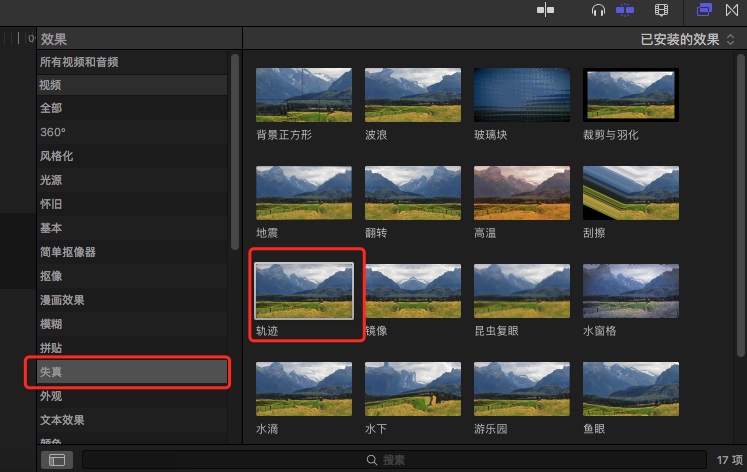 效果
已安装的效果
所有视频和音频
视频
全部
360°
风格化
光源
怀旧
基本
简单抠像器
抠像
漫画效果
模糊
拼贴
失真
外观
文本效果
颜色
背景正方形
波浪
玻璃块
裁剪与羽化
地震
翻转
高温
刮擦
轨迹
镜像
昆虫复眼
水窗格
水滴
水下
游乐园
鱼眼
搜索
17 项